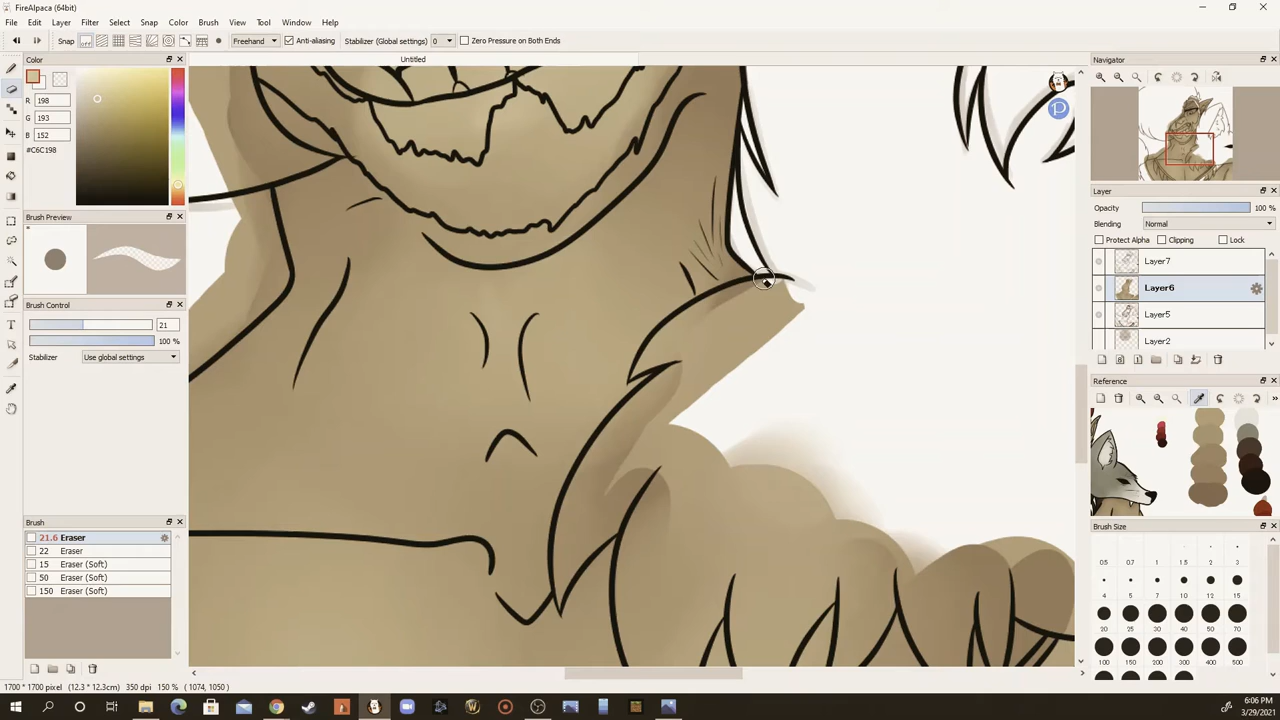 FireAlpaca (64bit)
File Edit Layer Filter Select Snap Color Brush View Tool Window Help
Snap Freehand Anti-aliasing Stabilizer (Global settings) 0 Zero Pressure on Both Ends
Untitled
Color
R 198
G 193
B 152
#C6C198
Brush Preview
Brush Control
21
100 %
Stabilizer Use global settings
Brush
21.6 Eraser
22 Eraser
15 Eraser (Soft)
50 Eraser (Soft)
150 Eraser (Soft)
Navigator
Layer
Opacity 100 %
Blending Normal
Protect Alpha Clipping Lock
Layer7
Layer6
Layer5
Layer2
Reference
Brush Size
0.5 0.7 1 1.5 2 3
4 5 7 10 12 15
20 25 30 40 50 70
100 150 200 300 400 500
1700 * 1700 pixel (12.3 * 12.3cm) 350 dpi 150 % ( 1074, 1050 )
6:06 PM
3/29/2021